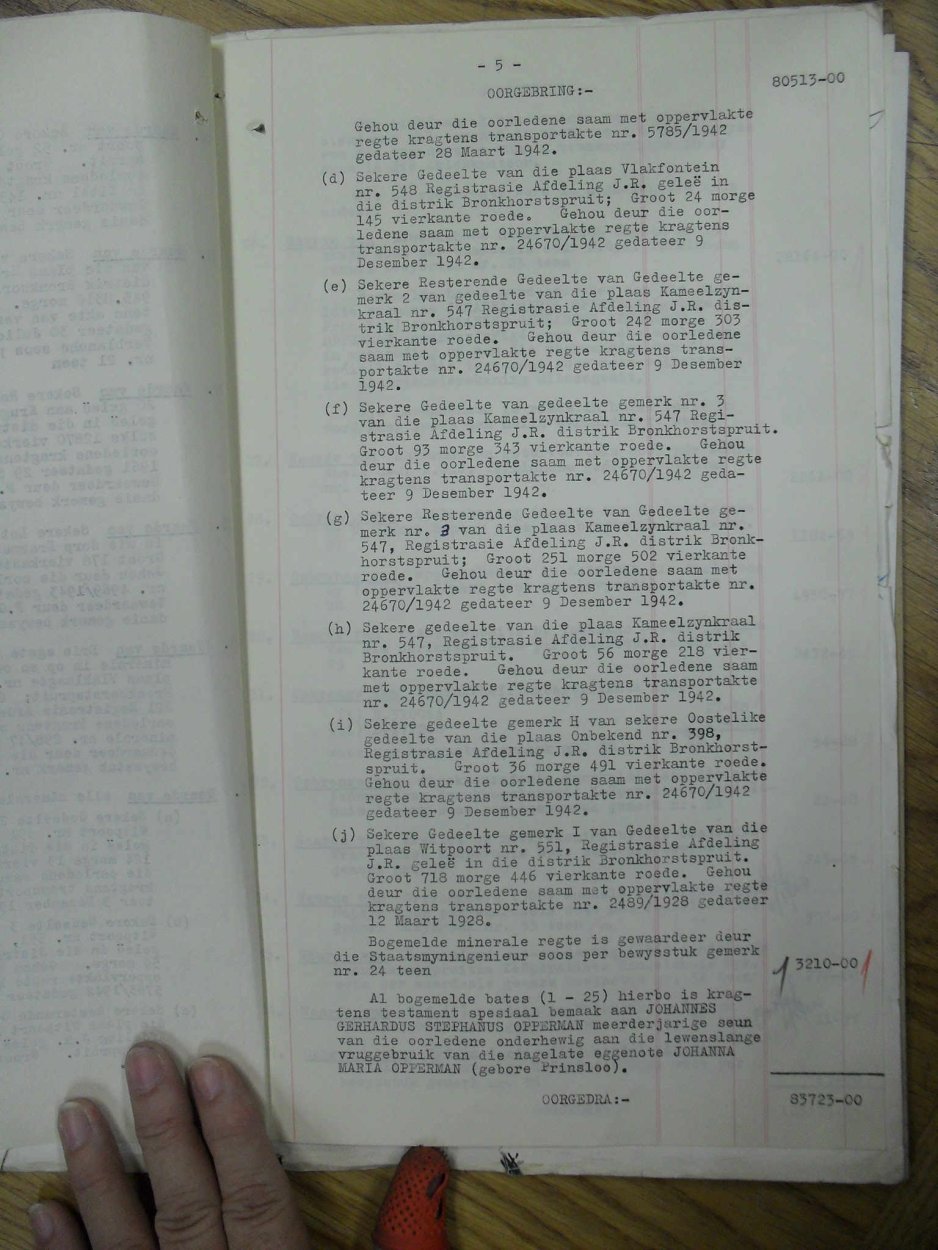 - 5 -
80513-00
OORGEBRING:-
Gehou deur die oorledene saam met oppervlakte
regte kragtens transportakte nr. 5785/1942
gedateer 28 Maart 1942.
(d) Sekere Gedeelte van die plaas Vlakfontein
nr. 548 Registrasie Afdeling J.R. geleë in
die distrik Bronkhorstspruit; Groot 24 morge
145 vierkante roede. Gehou deur die oor-
ledene saam met oppervlakte regte kragtens
transportakte nr. 24670/1942 gedateer 9
Desember 1942.
(e) Sekere Resterende Gedeelte van Gedeelte ge-
merk 2 van gedeelte van die plaas Kameelzyn-
kraal nr. 547 Registrasie Afdeling J.R. dis-
trik Bronkhorstspruit; Groot 242 morge 303
vierkante roede. Gehou deur die oorledene
saam met oppervlakte regte kragtens trans-
portakte nr. 24670/1942 gedateer 9 Desember
1942.
(f) Sekere Gedeelte van gedeelte gemerk nr. 3
van die plaas Kameelzynkraal nr. 547 Regi-
strasie Afdeling J.R. distrik Bronkhorstspruit.
Groot 93 morge 343 vierkante roede. Gehou
deur die oorledene saam met oppervlakte regte
kragtens transportakte nr. 24670/1942 geda-
teer 9 Desember 1942.
(g) Sekere Resterende Gedeelte van Gedeelte ge-
merk nr. 3 van die plaas Kameelzynkraal nr.
547, Registrasie Afdeling J.R. distrik Bronk-
horstspruit; Groot 251 morge 502 vierkante
roede. Gehou deur die oorledene saam met
oppervlakte regte kragtens transportakte nr.
24670/1942 gedateer 9 Desember 1942.
(h) Sekere gedeelte van die plaas Kameelzynkraal
nr. 547, Registrasie Afdeling J.R. distrik
Bronkhorstspruit. Groot 56 morge 218 vier-
kante roede. Gehou deur die oorledene saam
met oppervlakte regte kragtens transportakte
nr. 24670/1942 gedateer 9 Desember 1942.
(i) Sekere gedeelte gemerk H van sekere Oostelike
gedeelte van die plaas Onbekend nr. 398,
Registrasie Afdeling J.R. distrik Bronkhorst-
spruit. Groot 36 morge 491 vierkante roede.
Gehou deur die oorledene saam met oppervlakte
regte kragtens transportakte nr. 24670/1942
gedateer 9 Desember 1942.
(j) Sekere Gedeelte gemerk I van Gedeelte van die
plaas Witpoort nr. 551, Registrasie Afdeling
J.R. geleë in die distrik Bronkhorstspruit.
Groot 718 morge 446 vierkante roede. Gehou
deur die oorledene saam met oppervlakte regte
kragtens transportakte nr. 2489/1928 gedateer
12 Maart 1928.
Bogemelde minerale regte is gewaardeer deur
die Staatsmyningenieur soos per bewysstuk gemerk
nr. 24 teen
3210-00
Al bogemelde bates (1 - 25) hierbo is krag-
tens testament spesiaal bemaak aan JOHANNES
GERHARDUS STEPHANUS OPPERMAN meerderjarige seun
van die oorledene onderhewig aan die lewenslange
vruggebruik van die nagelate eggenote JOHANNA
MARIA OPPERMAN (gebore Prinsloo).
OORGEDRA:-
83723-00